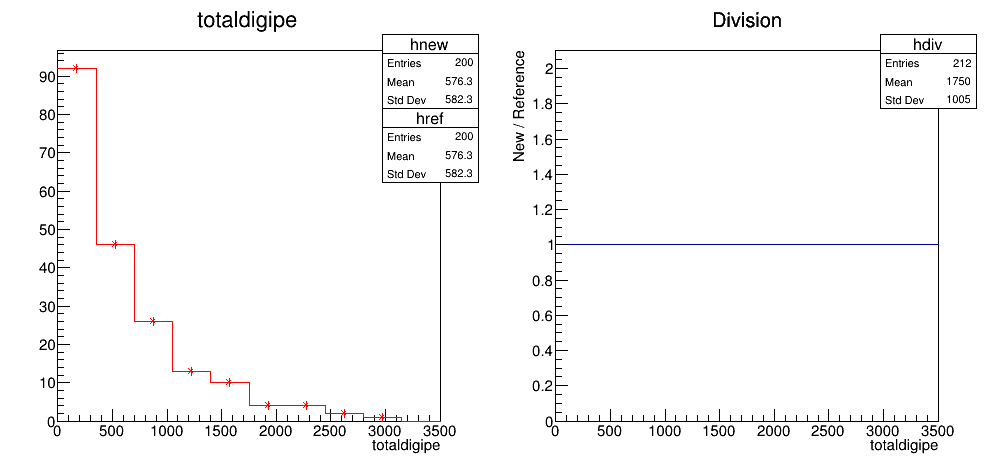 totaldigipe
hnew
Entries 200
Mean 576.3
Std Dev 582.3
href
Entries 200
Mean 576.3
Std Dev 582.3
90
80
70
60
50
40
30
20
10
0
0 500 1000 1500 2000 2500 3000 3500
totaldigipe
Division
hdiv
Entries 212
Mean 1750
Std Dev 1005
New / Reference
2
1.8
1.6
1.4
1.2
1
0.8
0.6
0.4
0.2
0
0 500 1000 1500 2000 2500 3000 3500
totaldigipe